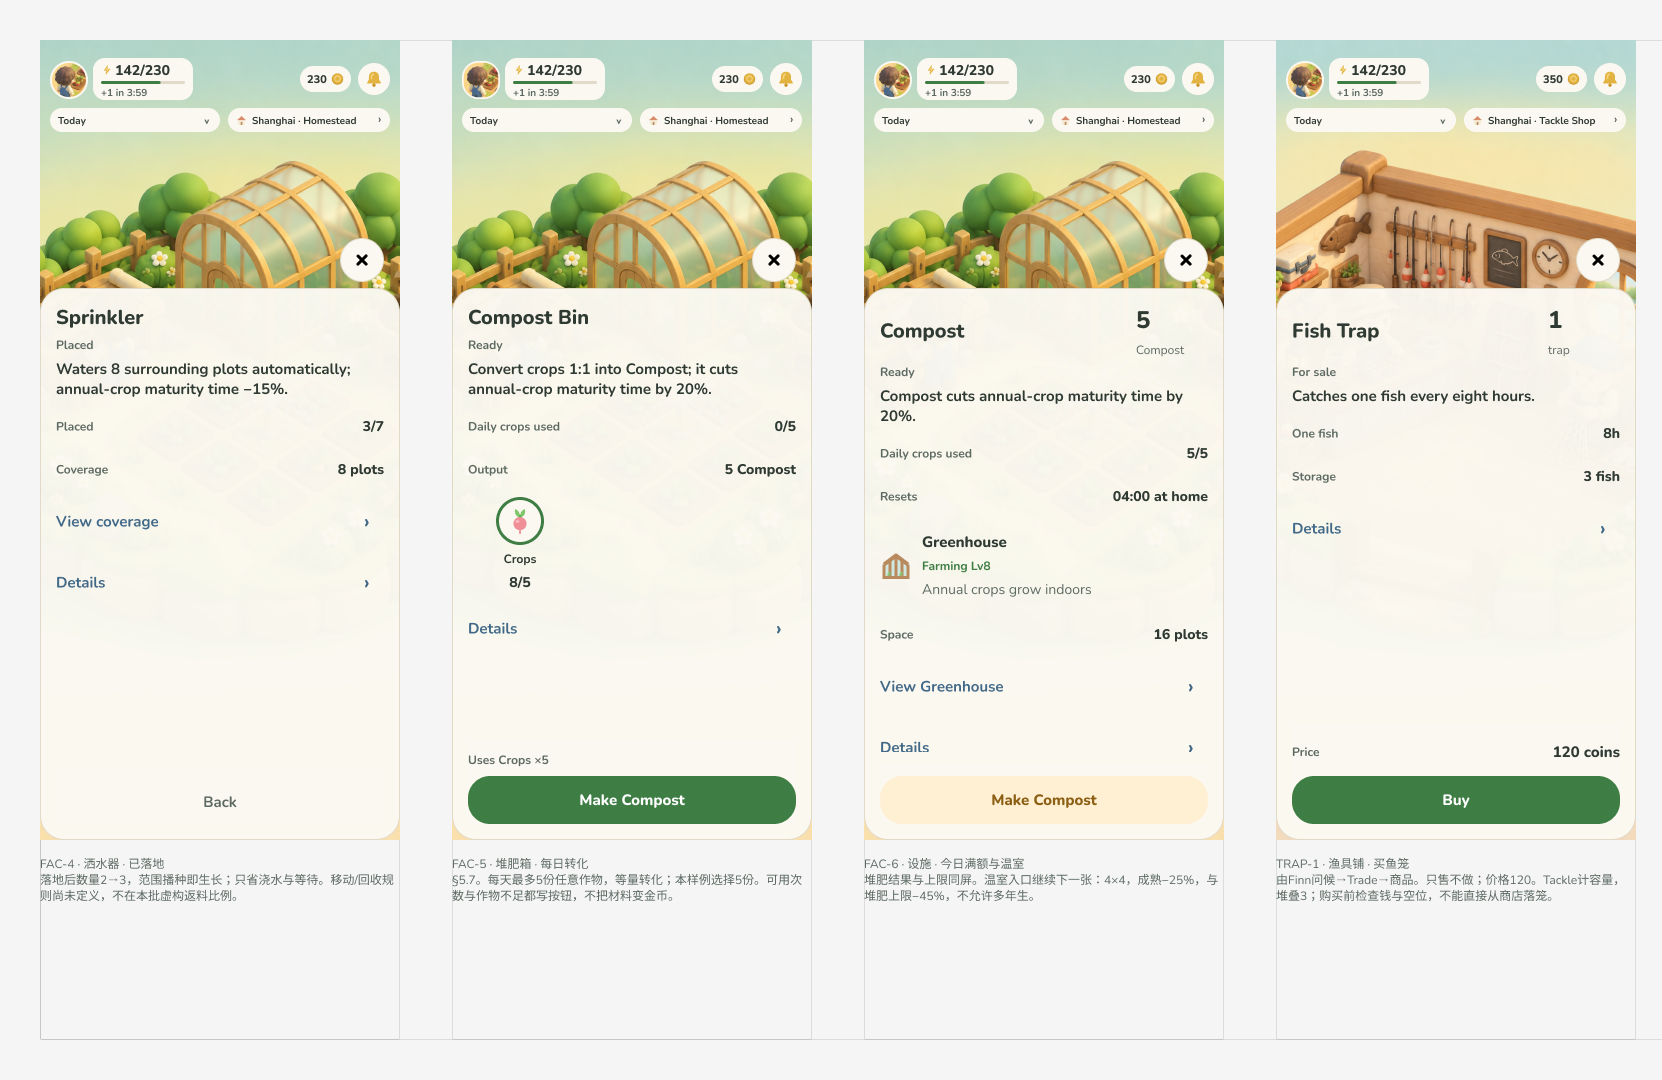 142/230
+1 in 3:59
230
Today
Shanghai · Homestead
Sprinkler
Placed
Waters 8 surrounding plots automatically;
annual-crop maturity time −15%.
Placed 3/7
Coverage 8 plots
View coverage
Details
Back
FAC-4 · 洒水器 · 已落地
落地后数量2→3，范围播种即生长；只省浇水与等待。移动/回收规
则尚未定义，不在本批虚构返料比例。
142/230
+1 in 3:59
230
Today
Shanghai · Homestead
Compost Bin
Ready
Convert crops 1:1 into Compost; it cuts
annual-crop maturity time by 20%.
Daily crops used 0/5
Output 5 Compost
Crops
8/5
Details
Uses Crops ×5
Make Compost
FAC-5 · 堆肥箱 · 每日转化
§5.7。每天最多5份任意作物，等量转化；本样例选择5份。可用次
数与作物不足都写按钮，不把材料变金币。
142/230
+1 in 3:59
230
Today
Shanghai · Homestead
Compost
5
Compost
Ready
Compost cuts annual-crop maturity time by
20%.
Daily crops used 5/5
Resets 04:00 at home
Greenhouse
Farming Lv8
Annual crops grow indoors
Space 16 plots
View Greenhouse
Details
Make Compost
FAC-6 · 设施 · 今日满额与温室
堆肥结果与上限同屏。温室入口继续下一张：4×4，成熟−25%，与
堆肥上限−45%，不允许多年生。
142/230
+1 in 3:59
350
Today
Shanghai · Tackle Shop
Fish Trap
1
trap
For sale
Catches one fish every eight hours.
One fish 8h
Storage 3 fish
Details
Price 120 coins
Buy
TRAP-1 · 渔具铺 · 买鱼笼
由Finn问候→Trade→商品。只售不做；价格120。Tackle计容量，
堆叠3；购买前检查钱与空位，不能直接从商店落笼。